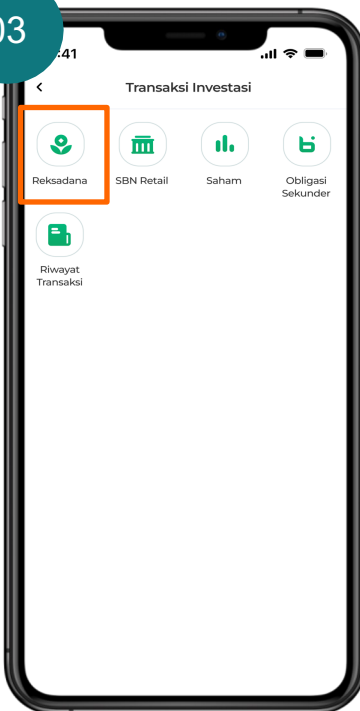 03
:41
Transaksi Investasi
Reksadana
SBN Retail
Saham
Obligasi
Sekunder
Riwayat
Transaksi